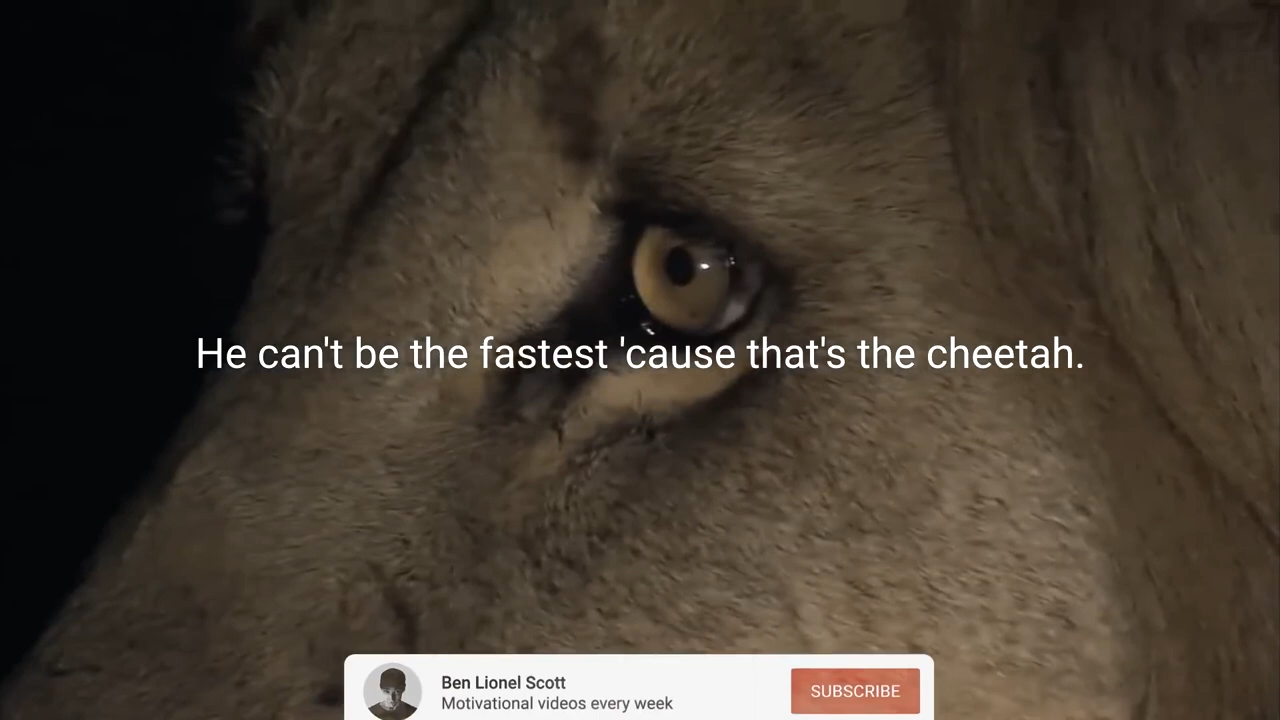 He can't be the fastest 'cause that's the cheetah.
Ben Lionel Scott
Motivational videos every week
SUBSCRIBE